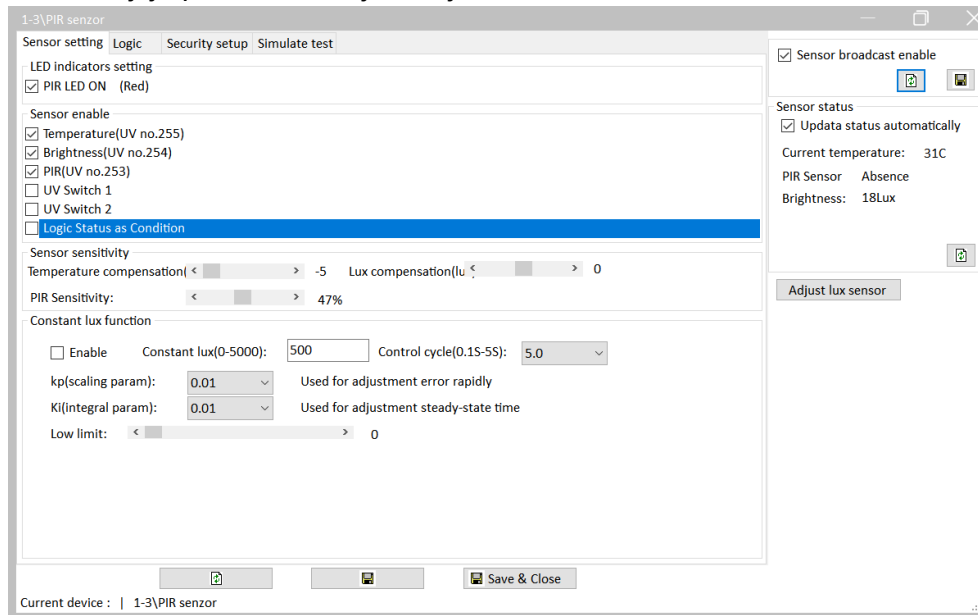 1-3\PIR senzor
Sensor setting Logic Security setup Simulate test
LED indicators setting
PIR LED ON (Red)
Sensor enable
Temperature(UV no.255)
Brightness(UV no.254)
PIR(UV no.253)
UV Switch 1
UV Switch 2
Logic Status as Condition
Sensor sensitivity
Temperature compensation( -5 Lux compensation(lu 0
PIR Sensitivity: 47%
Constant lux function
Enable Constant lux(0-5000): 500 Control cycle(0.1S-5S): 5.0
kp(scaling param): 0.01 Used for adjustment error rapidly
Ki(integral param): 0.01 Used for adjustment steady-state time
Low limit: 0
Save & Close
Current device : | 1-3\PIR senzor
Sensor broadcast enable
Sensor status
Updata status automatically
Current temperature: 31C
PIR Sensor Absence
Brightness: 18Lux
Adjust lux sensor